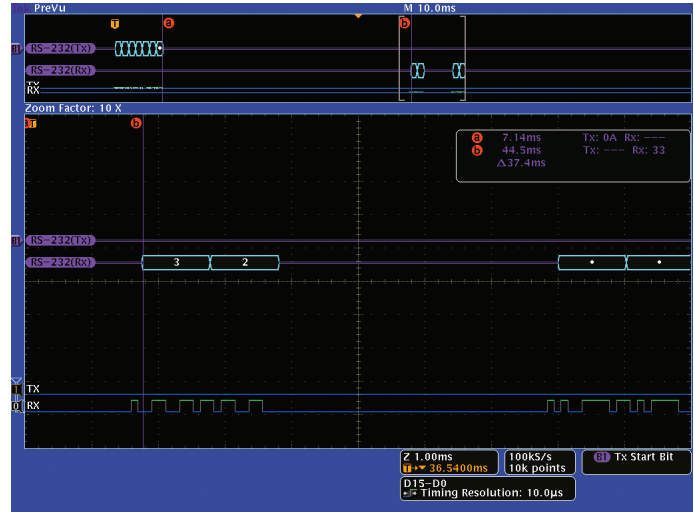 PreVu
M 10.0ms
T
a
b
B1
RS-232(Tx)
RS-232(Rx)
TX
RX
Zoom Factor: 10 X
T
b
a 7.14ms Tx: 0A Rx: ---
b 44.5ms Tx: --- Rx: 33
Δ37.4ms
B1
RS-232(Tx)
RS-232(Rx) 3 2
1 TX
0 RX
Z 1.00ms
T→▼ 36.5400ms
100kS/s
10k points
B1 Tx Start Bit
D15-D0
Timing Resolution: 10.0µs